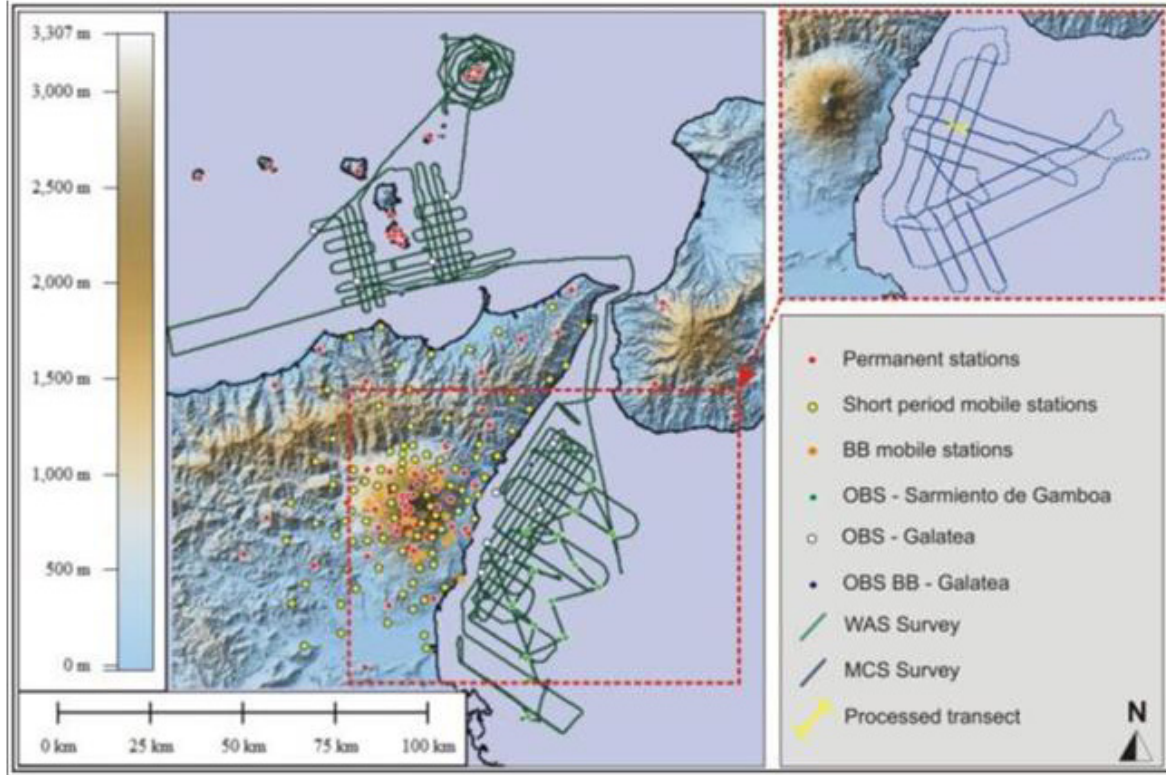 3,307 m
3,000 m
2,500 m
2,000 m
1,500 m
1,000 m
500 m
0 m
0 km 25 km 50 km 75 km 100 km
Permanent stations
Short period mobile stations
BB mobile stations
OBS - Sarmiento de Gamboa
OBS - Galatea
OBS BB - Galatea
WAS Survey
MCS Survey
Processed transect
N